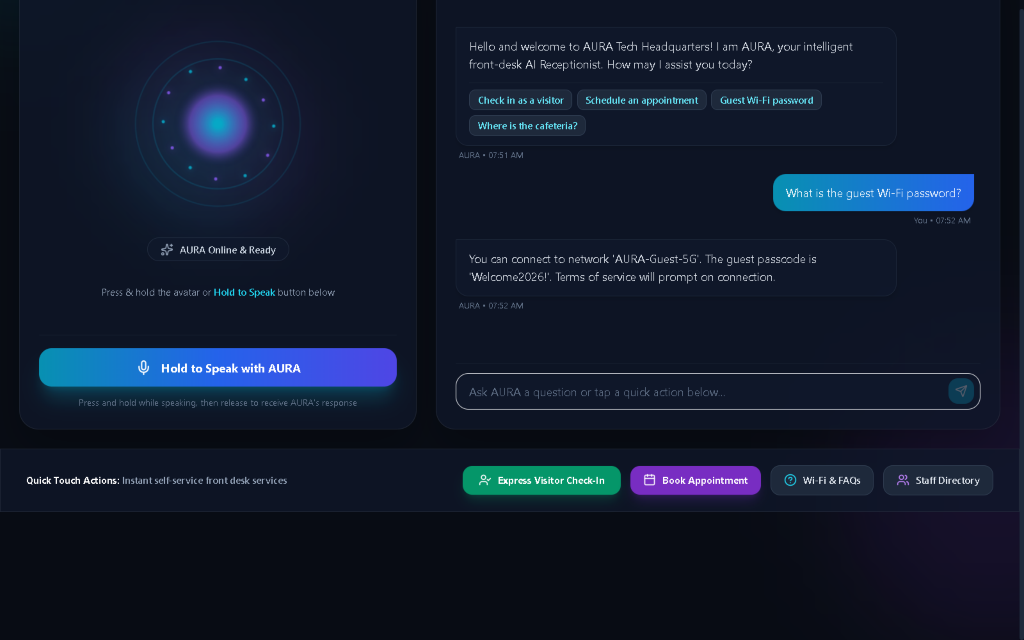 Hello and welcome to AURA Tech Headquarters! I am AURA, your intelligent
front-desk AI Receptionist. How may I assist you today?
Check in as a visitor
Schedule an appointment
Guest Wi-Fi password
Where is the cafeteria?
AURA • 07:51 AM
What is the guest Wi-Fi password?
You • 07:52 AM
You can connect to network 'AURA-Guest-5G'. The guest passcode is
'Welcome2026!'. Terms of service will prompt on connection.
AURA • 07:52 AM
AURA Online & Ready
Press & hold the avatar or Hold to Speak button below
Hold to Speak with AURA
Press and hold while speaking, then release to receive AURA's response
Ask AURA a question or tap a quick action below...
Quick Touch Actions: Instant self-service front desk services
Express Visitor Check-In
Book Appointment
Wi-Fi & FAQs
Staff Directory